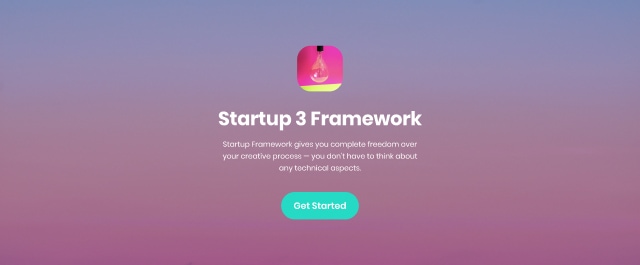 Startup 3 Framework
Startup Framework gives you complete freedom over
your creative process — you don't have to think about
any technical aspects.
Get Started